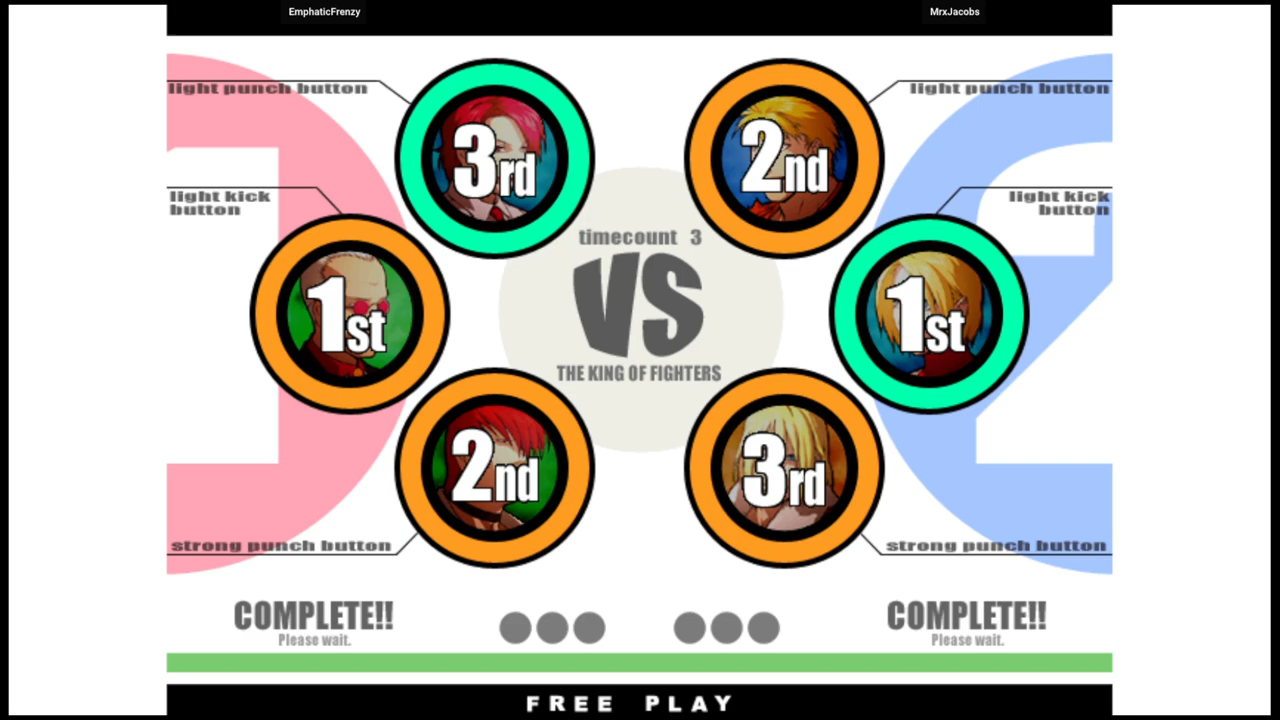 EmphaticFrenzy
MrxJacobs
light punch button
light punch button
3rd
2nd
light kick
button
light kick
button
timecount 3
VS
THE KING OF FIGHTERS
1st
1st
2nd
3rd
strong punch button
strong punch button
COMPLETE!!
Please wait.
COMPLETE!!
Please wait.
FREE PLAY